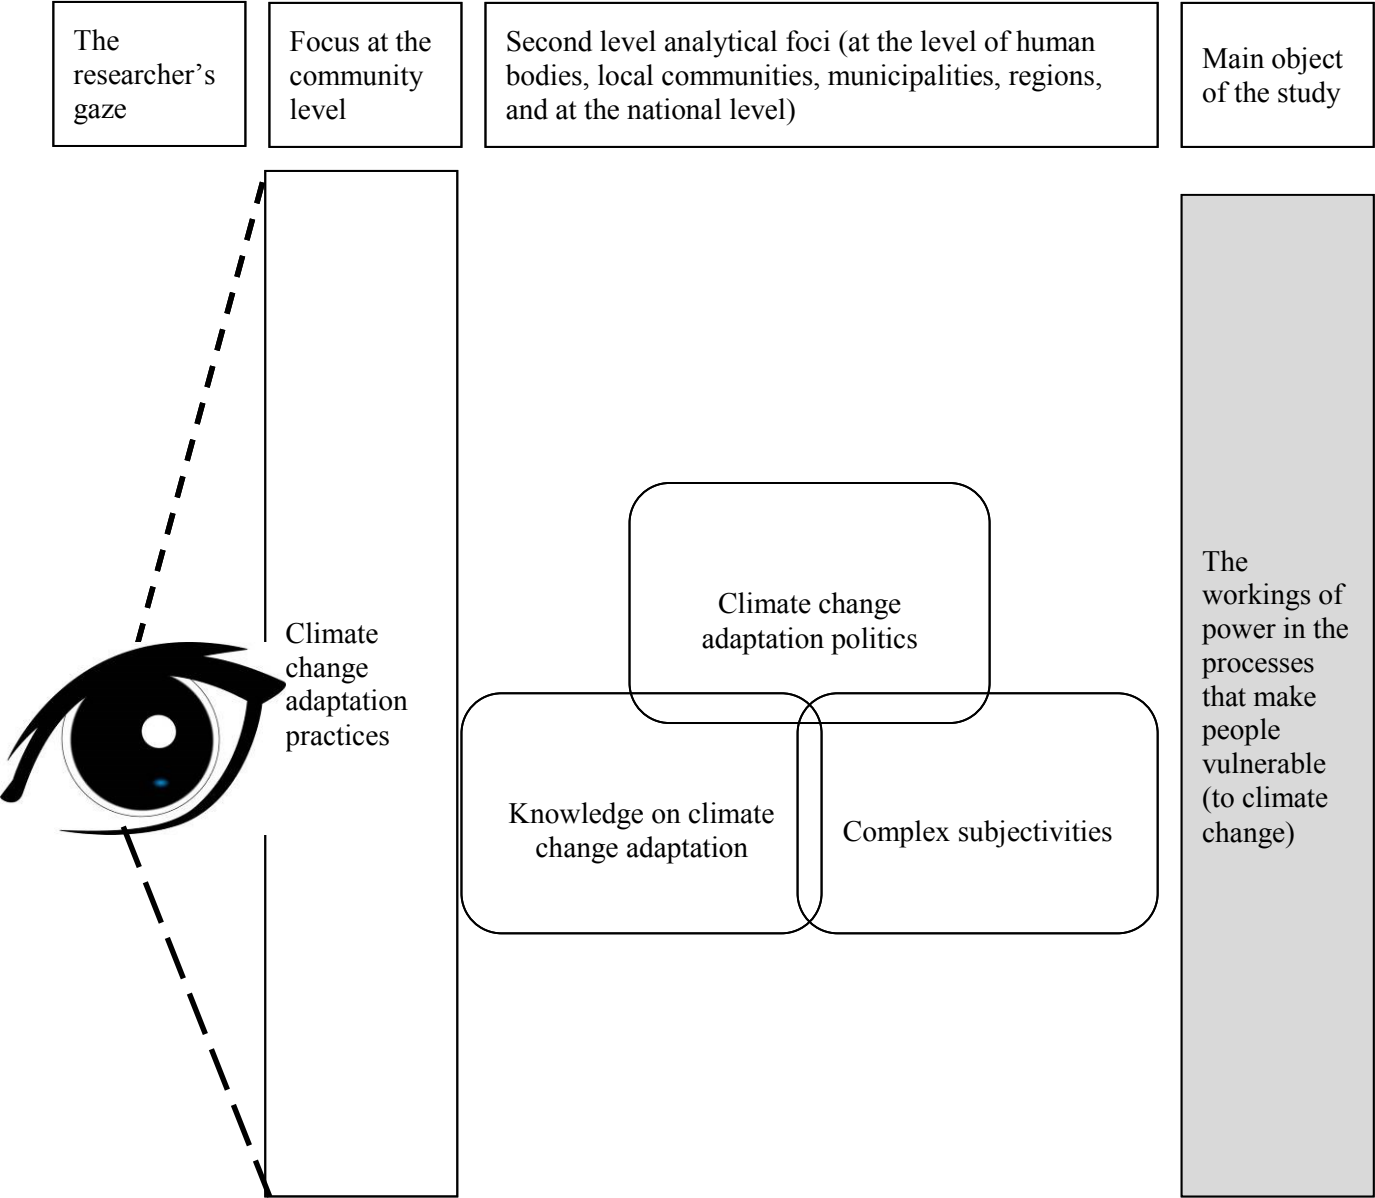 The
researcher’s
gaze
Focus at the
community
level
Second level analytical foci (at the level of human
bodies, local communities, municipalities, regions,
and at the national level)
Main object
of the study
Climate
change
adaptation
practices
Climate change
adaptation politics
Knowledge on climate
change adaptation
Complex subjectivities
The
workings of
power in the
processes
that make
people
vulnerable
(to climate
change)